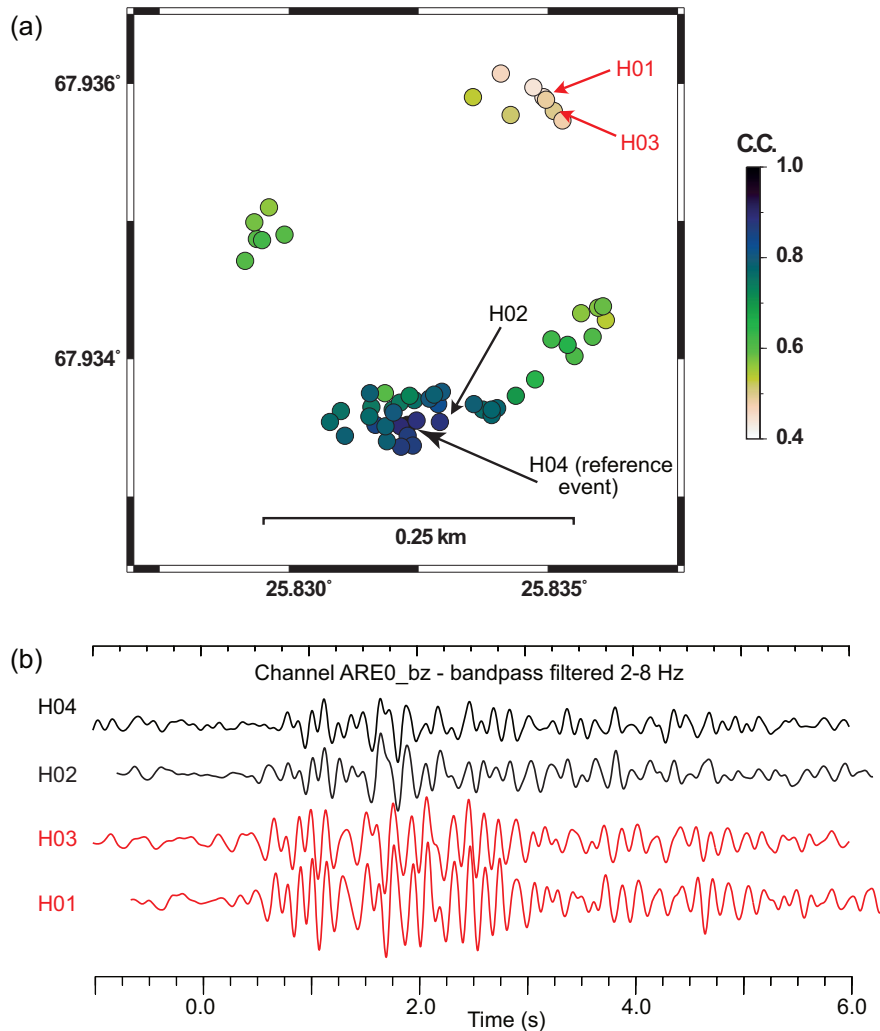 (a)
67.936°
67.934°
H01
H03
H02
H04 (reference
event)
0.25 km
25.830°
25.835°
C.C.
1.0
0.8
0.6
0.4
(b)
Channel ARE0_bz - bandpass filtered 2-8 Hz
H04
H02
H03
H01
0.0 2.0 4.0 6.0
Time (s)